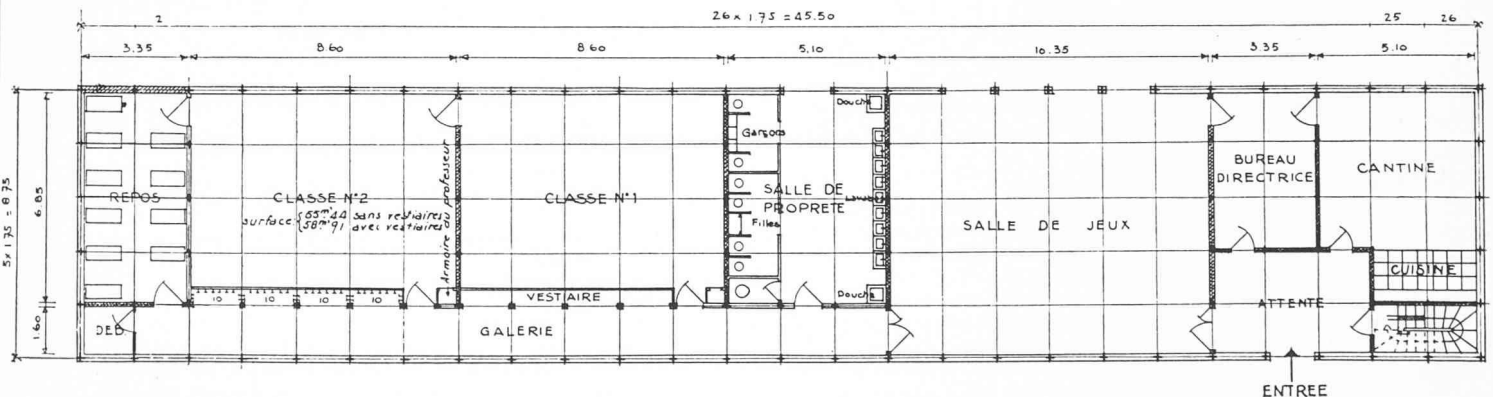 26 x 1.75 = 45.50
2
25
26
3.35
8.60
8.60
5.10
10.35
3.35
5.10
5 x 1.75 = 8.75
6.85
1.60
REPOS
CLASSE-N°2
surface {55m²44 sans vestiaires
{58m²91 avec vestiaires
Armoire du professeur
CLASSE-N°1
Garçons
Filles
Douche
SALLE DE
PROPRETE
Douche
SALLE DE JEUX
BUREAU
DIRECTRICE
CANTINE
CUISINE
ATTENTE
10
10
10
10
VESTIAIRE
DEB
GALERIE
ENTREE